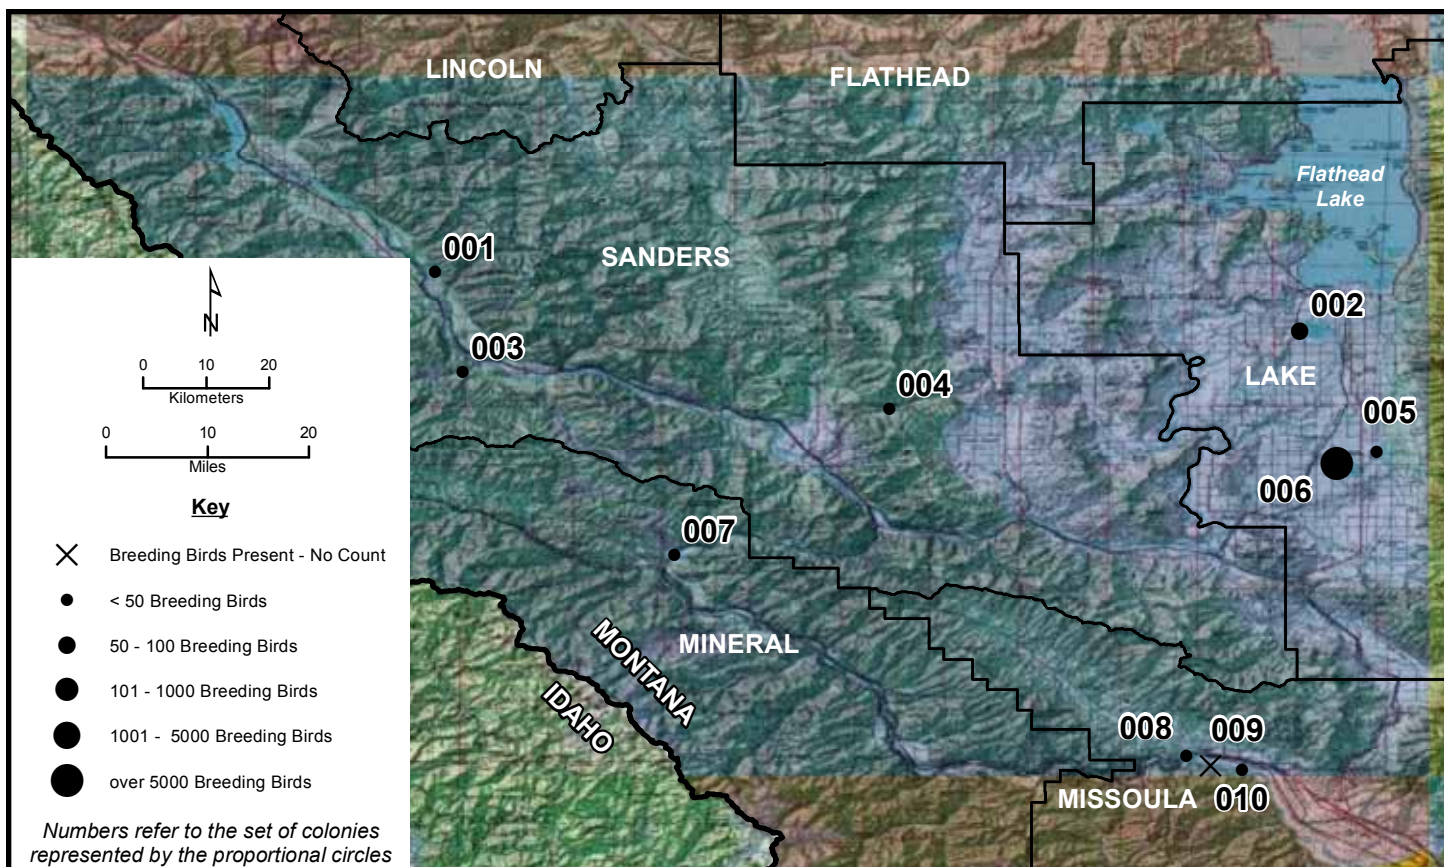 LINCOLN
FLATHEAD
Flathead
Lake
001
SANDERS
002
003
LAKE
004
005
006
007
MONTANA
IDAHO
MINERAL
008
009
MISSOULA
010
N
0 10 20
Kilometers
0 10 20
Miles
Key
Breeding Birds Present - No Count
< 50 Breeding Birds
50 - 100 Breeding Birds
101 - 1000 Breeding Birds
1001 - 5000 Breeding Birds
over 5000 Breeding Birds
Numbers refer to the set of colonies
represented by the proportional circles